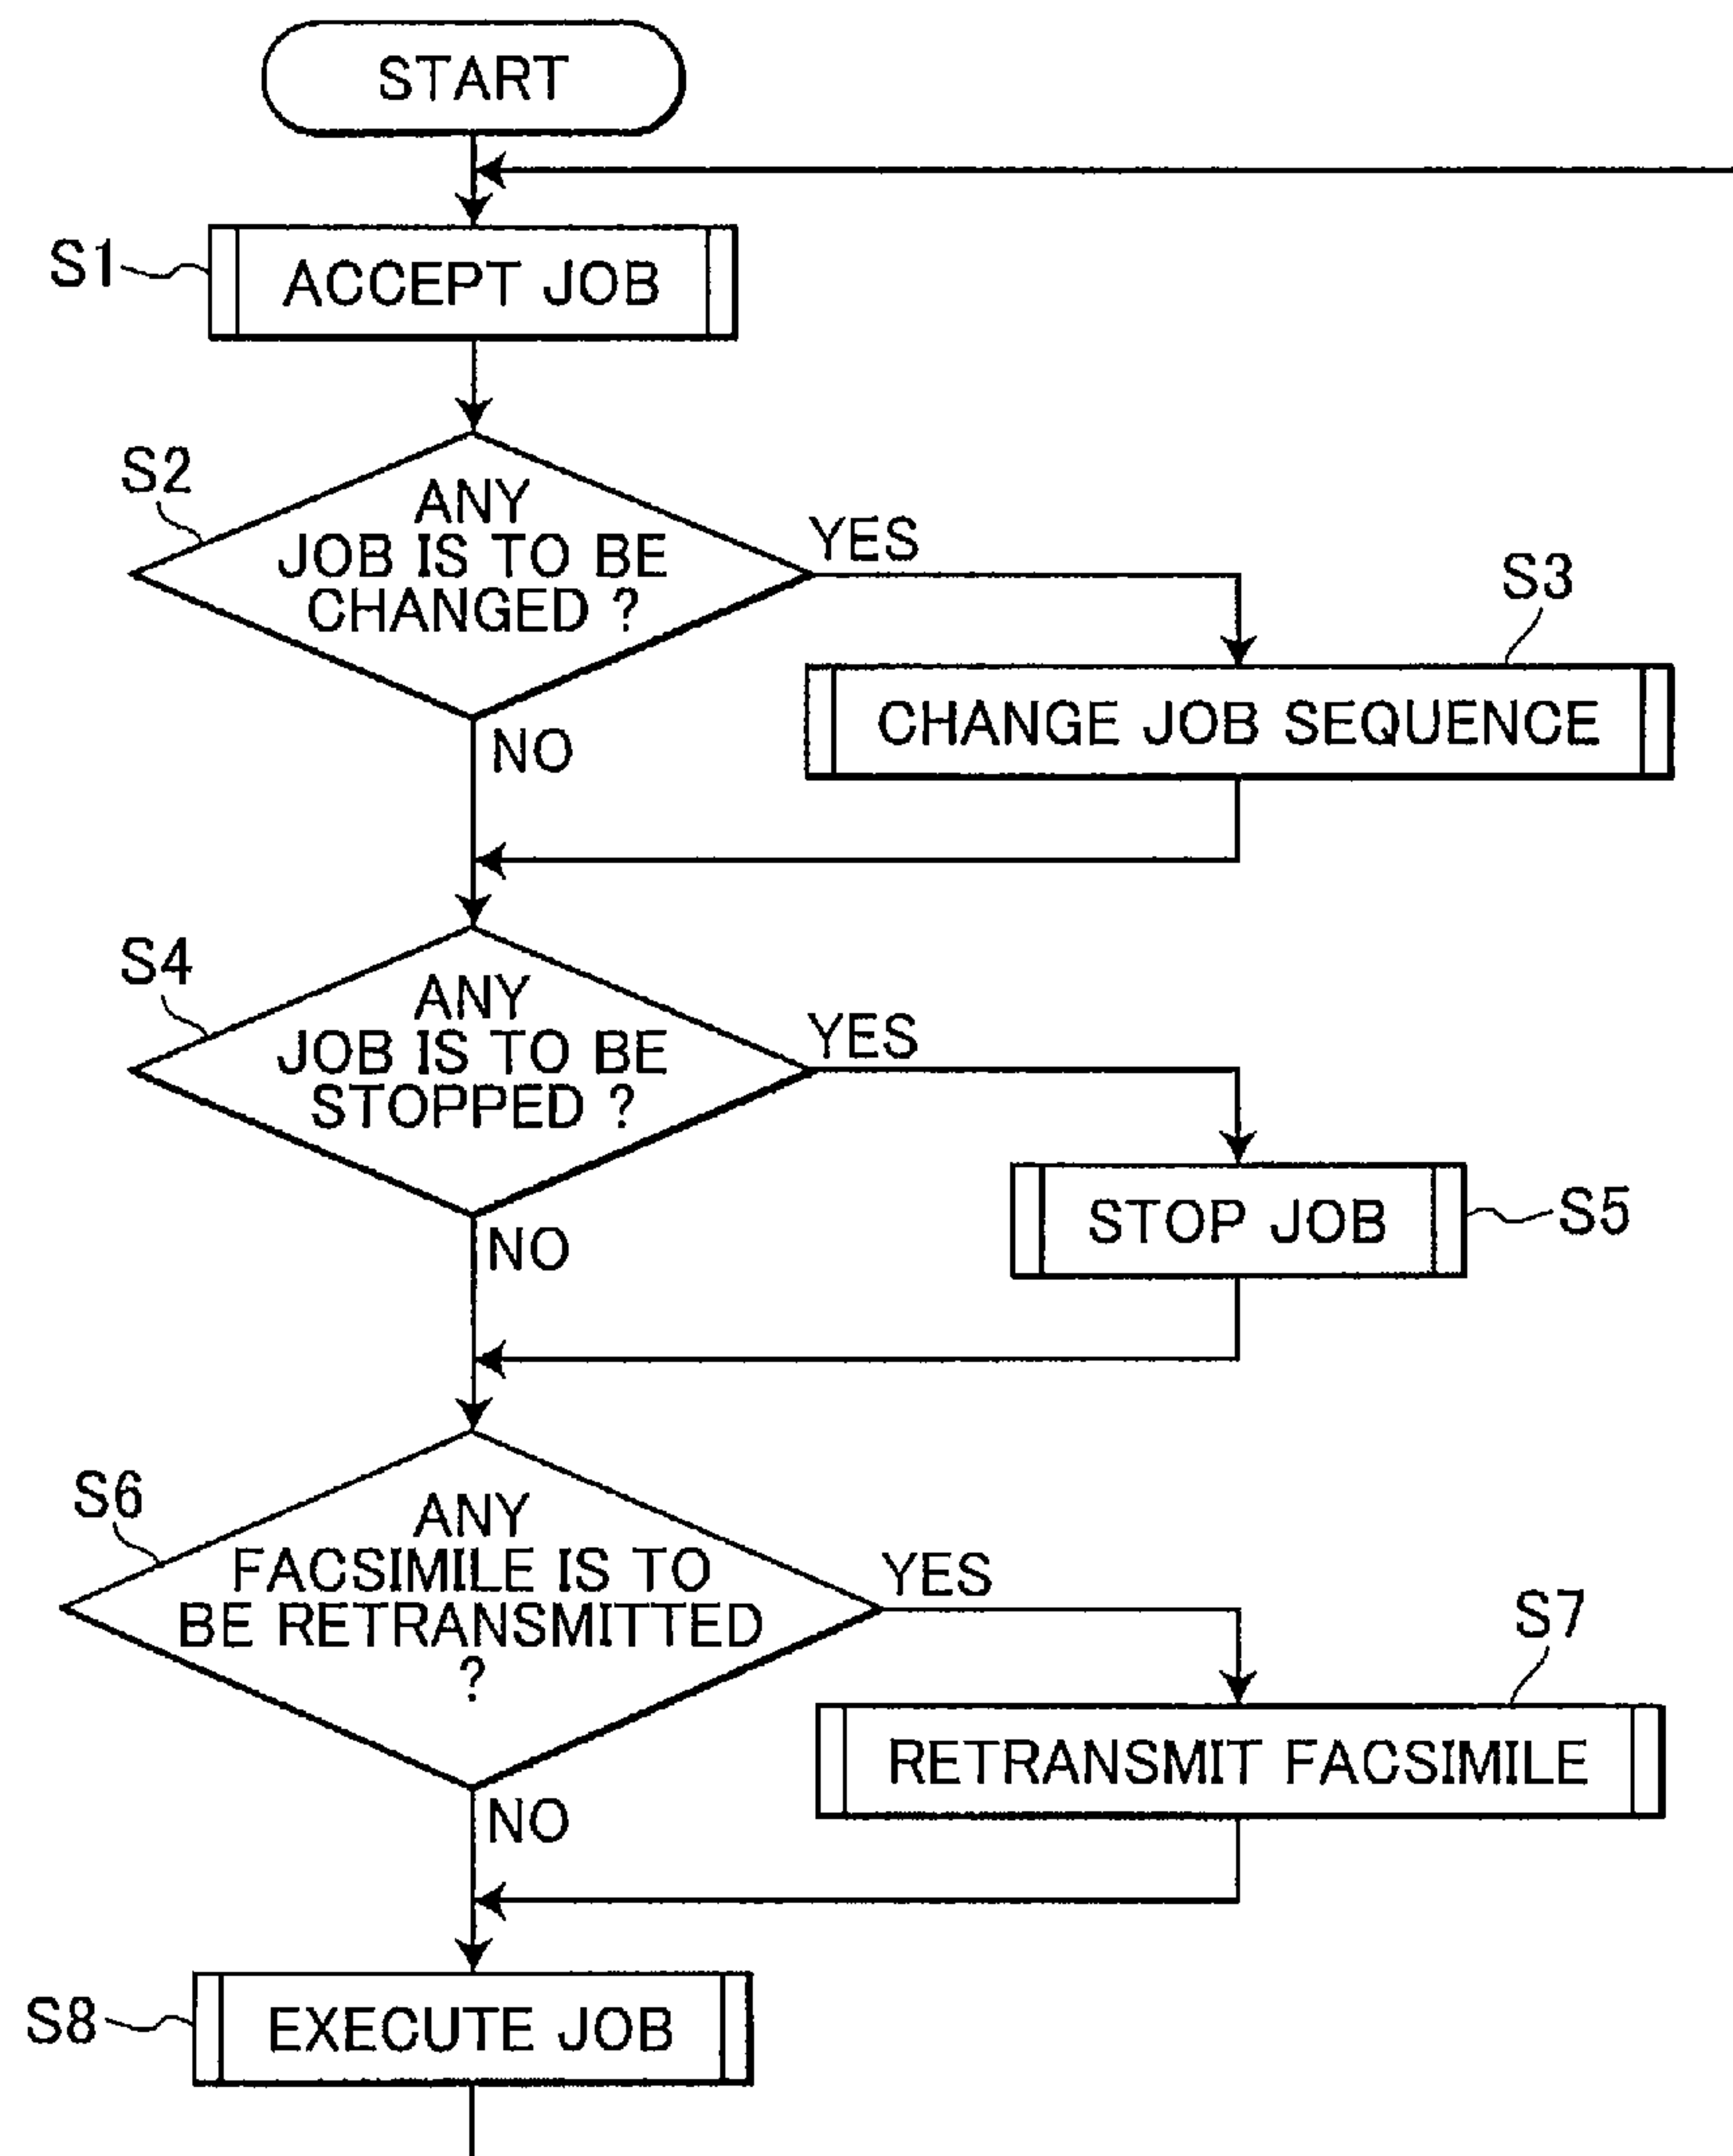 START
S1
ACCEPT JOB
S2
ANY
JOB IS TO BE
CHANGED ?
YES
S3
CHANGE JOB SEQUENCE
NO
S4
ANY
JOB IS TO BE
STOPPED ?
YES
STOP JOB
S5
NO
S6
ANY
FACSIMILE IS TO
BE RETRANSMITTED
?
YES
S7
RETRANSMIT FACSIMILE
NO
S8
EXECUTE JOB